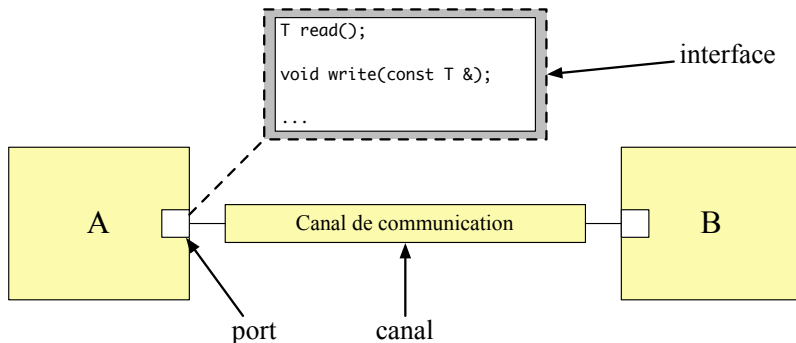 T read();
void write(const T &);
...
interface
A
Canal de communication
B
port
canal